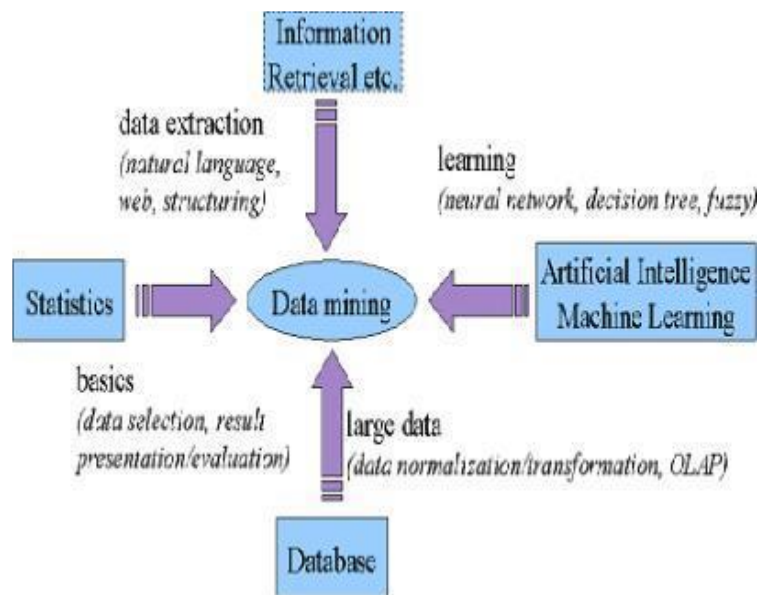 Information
Retrieval etc.
data extraction
(natural language,
web, structuring)
learning
(neural network, decision tree, fuzzy)
Statistics
Data mining
Artificial Intelligence
Machine Learning
basics
(data selection, result
presentation/evaluation)
large data
(data normalization/transformation, OLAP)
Database